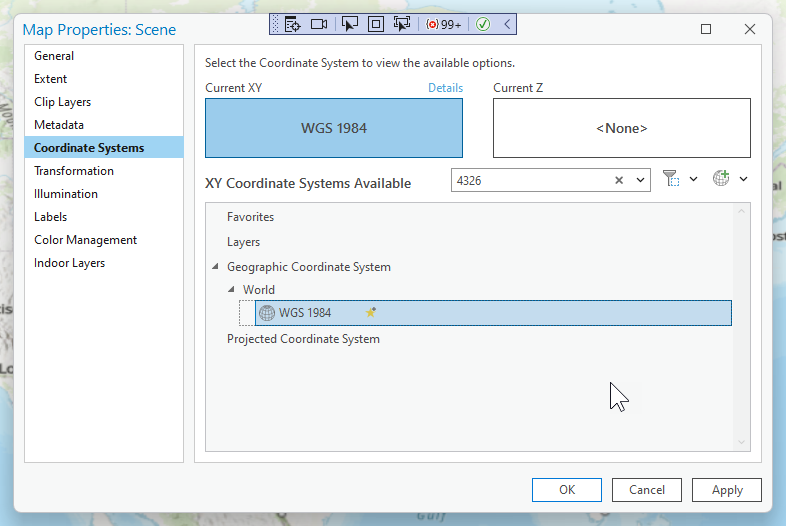 Map Properties: Scene
99+
General
Extent
Clip Layers
Metadata
Coordinate Systems
Transformation
Illumination
Labels
Color Management
Indoor Layers
Select the Coordinate System to view the available options.
Current XY Details Current Z
WGS 1984 <None>
XY Coordinate Systems Available 4326
Favorites
Layers
Geographic Coordinate System
World
WGS 1984
Projected Coordinate System
OK Cancel Apply
Gulf